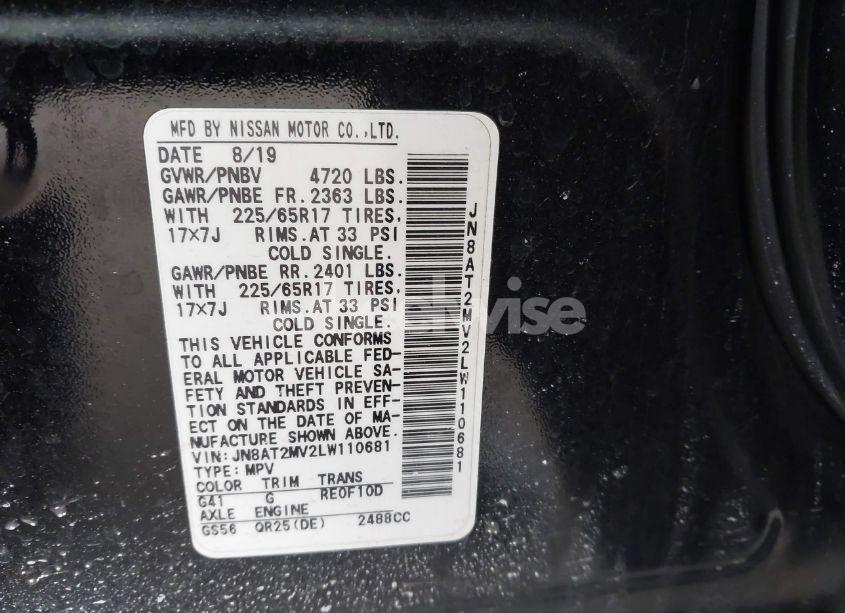 MFD BY NISSAN MOTOR CO.,LTD.
DATE 8/19
GVWR/PNBV 4720 LBS.
GAWR/PNBE FR. 2363 LBS.
WITH 225/65R17 TIRES.
17×7J RIMS.AT 33 PSI
COLD SINGLE.
GAWR/PNBE RR. 2401 LBS.
WITH 225/65R17 TIRES.
17×7J RIMS.AT 33 PSI
COLD SINGLE.
THIS VEHICLE CONFORMS
TO ALL APPLICABLE FED-
ERAL MOTOR VEHICLE SA-
FETY AND THEFT PREVEN-
TION STANDARDS IN EFF-
ECT ON THE DATE OF MA-
NUFACTURE SHOWN ABOVE.
VIN: JN8AT2MV2LW110681
TYPE: MPV
COLOR TRIM TRANS
G41 G RE0F10D
AXLE ENGINE
GS56 QR25(DE) 2488CC
JN8AT2MV2LW110681